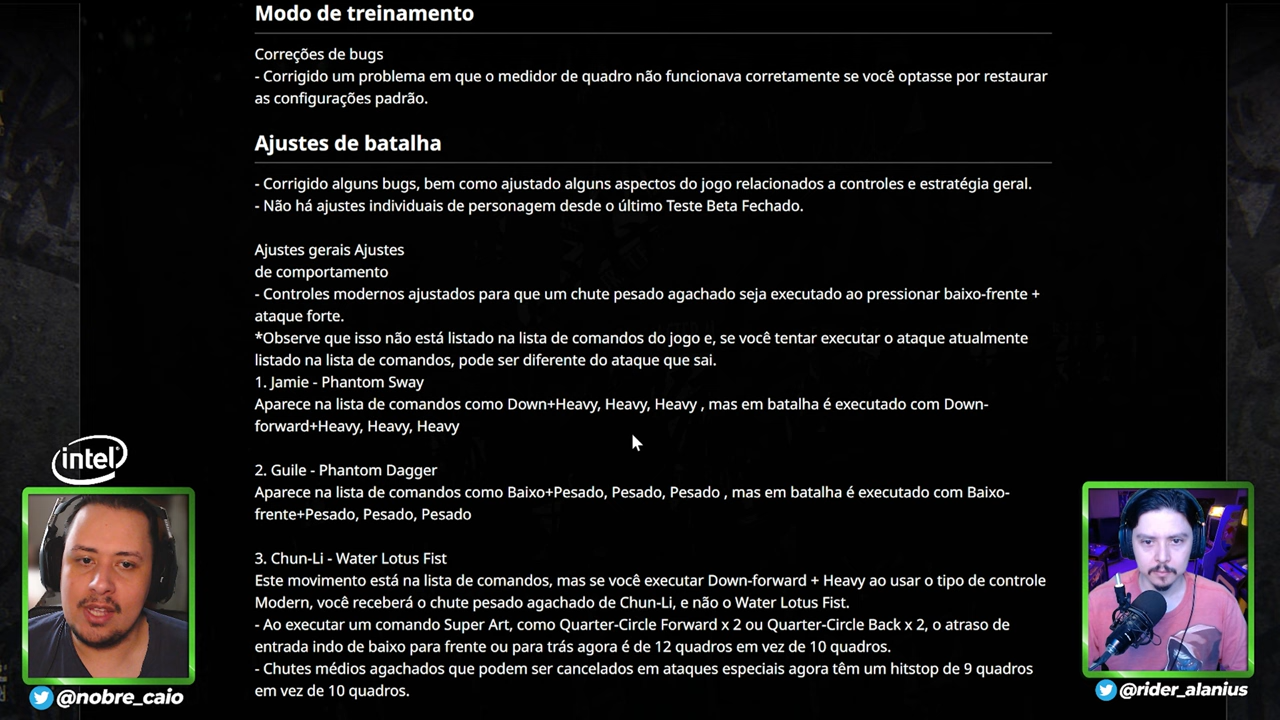 Modo de treinamento
Correções de bugs
- Corrigido um problema em que o medidor de quadro não funcionava corretamente se você optasse por restaurar
as configurações padrão.
Ajustes de batalha
- Corrigido alguns bugs, bem como ajustado alguns aspectos do jogo relacionados a controles e estratégia geral.
- Não há ajustes individuais de personagem desde o último Teste Beta Fechado.
Ajustes gerais Ajustes
de comportamento
- Controles modernos ajustados para que um chute pesado agachado seja executado ao pressionar baixo-frente +
ataque forte.
*Observe que isso não está listado na lista de comandos do jogo e, se você tentar executar o ataque atualmente
listado na lista de comandos, pode ser diferente do ataque que sai.
1. Jamie - Phantom Sway
Aparece na lista de comandos como Down+Heavy, Heavy, Heavy , mas em batalha é executado com Down-
forward+Heavy, Heavy, Heavy
2. Guile - Phantom Dagger
Aparece na lista de comandos como Baixo+Pesado, Pesado, Pesado , mas em batalha é executado com Baixo-
frente+Pesado, Pesado, Pesado
3. Chun-Li - Water Lotus Fist
Este movimento está na lista de comandos, mas se você executar Down-forward + Heavy ao usar o tipo de controle
Modern, você receberá o chute pesado agachado de Chun-Li, e não o Water Lotus Fist.
- Ao executar um comando Super Art, como Quarter-Circle Forward x 2 ou Quarter-Circle Back x 2, o atraso de
entrada indo de baixo para frente ou para trás agora é de 12 quadros em vez de 10 quadros.
- Chutes médios agachados que podem ser cancelados em ataques especiais agora têm um hitstop de 9 quadros
em vez de 10 quadros.
intel
@nobre_caio
@rider_alanius